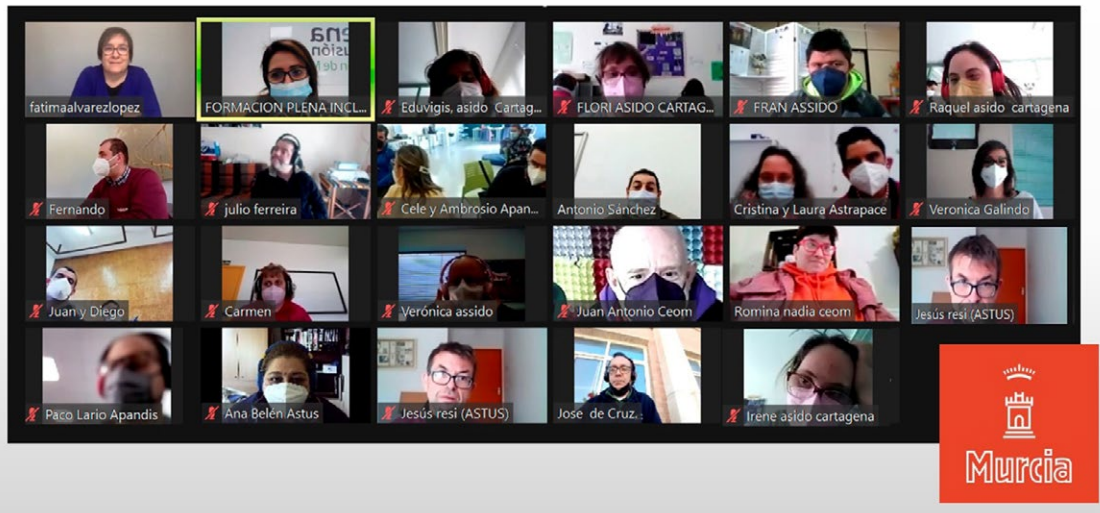 fatimaalvarezlopez
FORMACION PLENA INCL...
Eduvigis, asido Cartag...
FLORI ASIDO CARTAG...
FRAN ASSIDO
Raquel asido cartagena
Fernando
julio ferreira
Cele y Ambrosio Apan...
Antonio Sánchez
Cristina y Laura Astrapace
Veronica Galindo
Juan y Diego
Carmen
Verónica assido
Juan Antonio Ceom
Romina nadia ceom
Jesús resi (ASTUS)
Paco Lario Apandis
Ana Belén Astus
Jesús resi (ASTUS)
Jose de Cruz.
Irene asido cartagena
Murcia